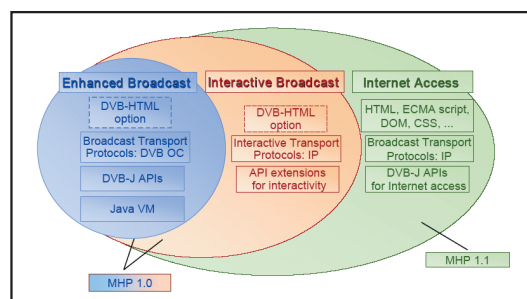 Enhanced Broadcast
DVB-HTML
option
Broadcast Transport
Protocols: DVB OC
DVB-J APIs
Java VM
Interactive Broadcast
DVB-HTML
option
Interactive Transport
Protocols: IP
API extensions
for interactivity
Internet Access
HTML, ECMA script,
DOM, CSS, ...
Broadcast Transport
Protocols: IP
DVB-J APIs
for Internet access
MHP 1.0
MHP 1.1